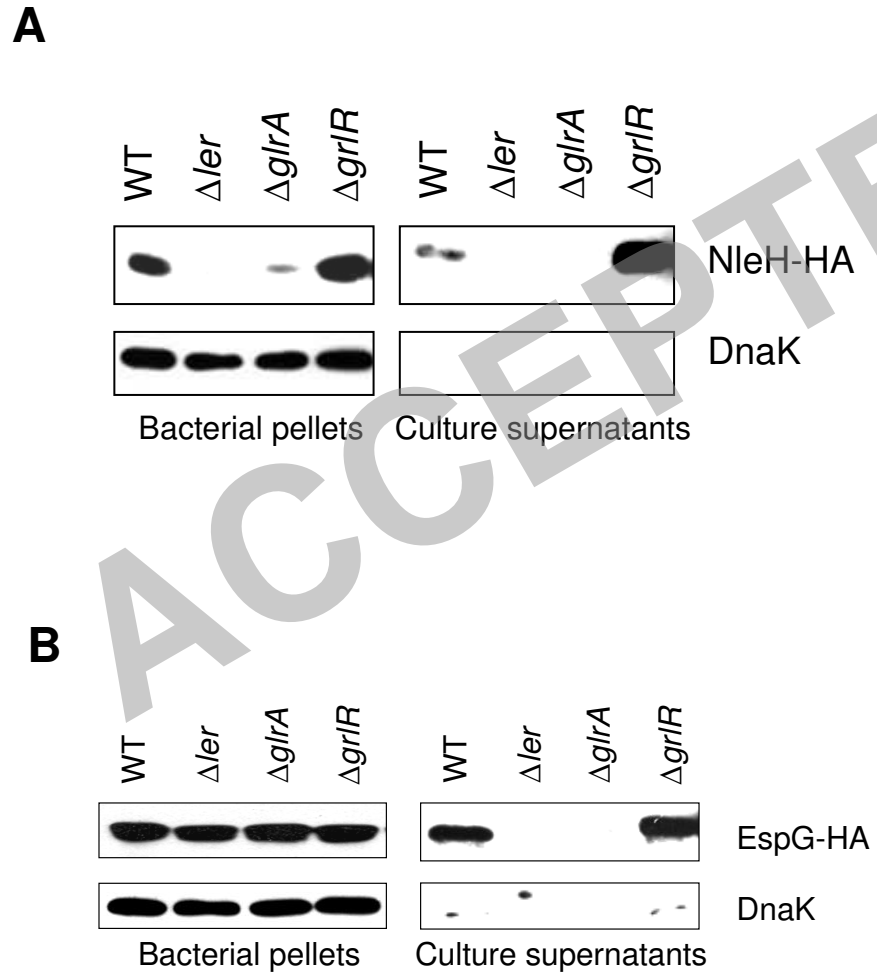 A
WT Δler ΔglrA ΔgrlR WT Δler ΔglrA ΔgrlR
NleH-HA
DnaK
Bacterial pellets Culture supernatants
ACCEPTE
B
WT Δler ΔglrA ΔgrlR WT Δler ΔglrA ΔgrlR
EspG-HA
DnaK
Bacterial pellets Culture supernatants